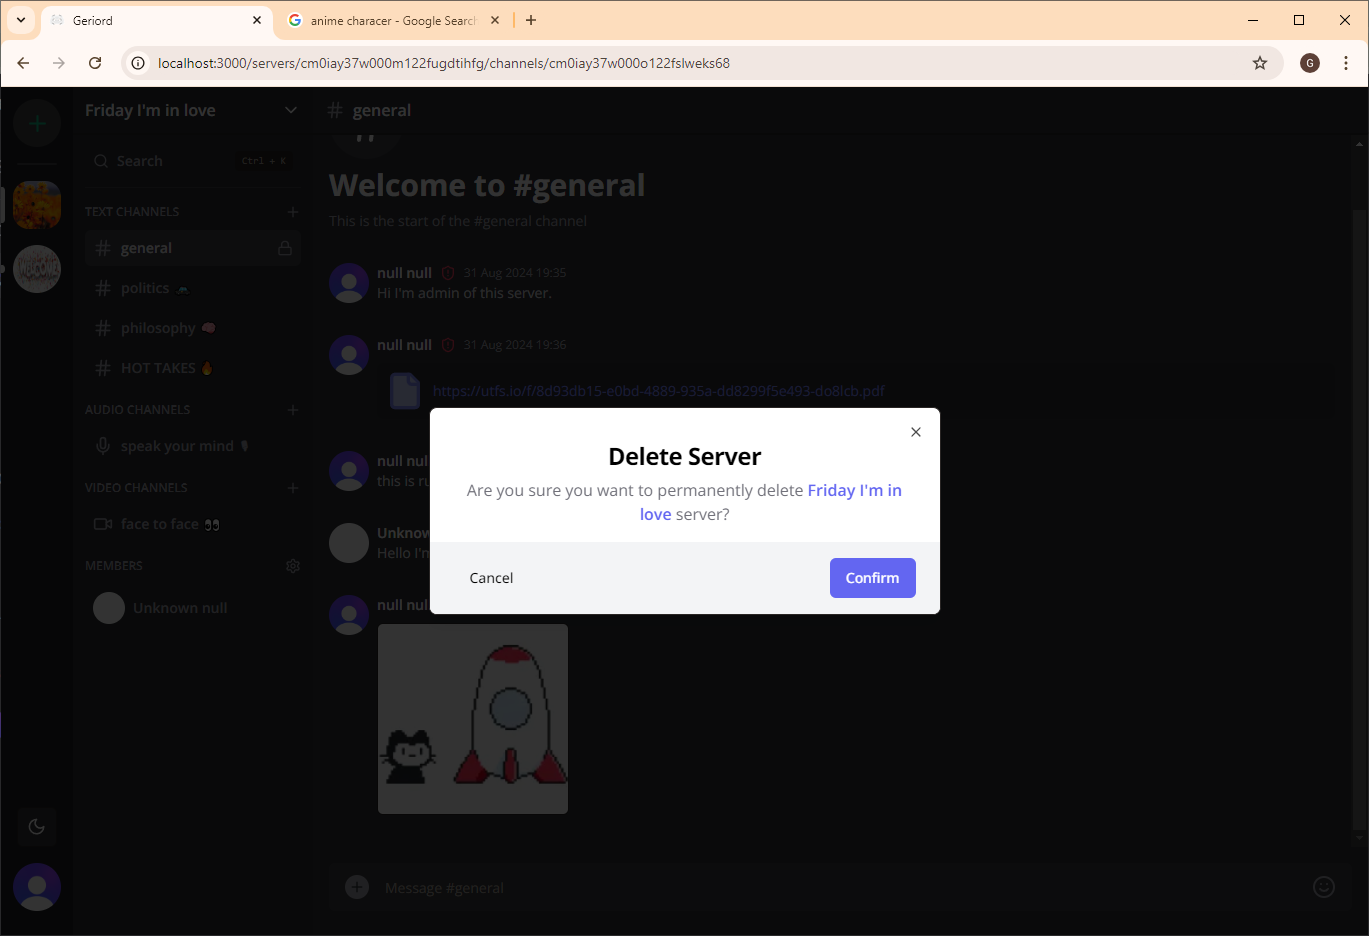 Geriord
anime characer - Google Search
localhost:3000/servers/cm0iay37w000m122fugdtihfg/channels/cm0iay37w000o122fslweks68
G
Friday I'm in love
# general
Search
Ctrl + K
Welcome to #general
This is the start of the #general channel
TEXT CHANNELS
# general
# politics
# philosophy
# HOT TAKES
AUDIO CHANNELS
speak your mind
VIDEO CHANNELS
face to face
MEMBERS
Unknown null
WELCOME
null null 31 Aug 2024 19:35
Hi I'm admin of this server.
null null 31 Aug 2024 19:36
https://utfs.io/f/8d93db15-e0bd-4889-935a-dd8299f5e493-do8lcb.pdf
null nul
this is ru
Unknow
Hello I'm
null nul
Delete Server
Are you sure you want to permanently delete Friday I'm in
love server?
Cancel
Confirm
Message #general